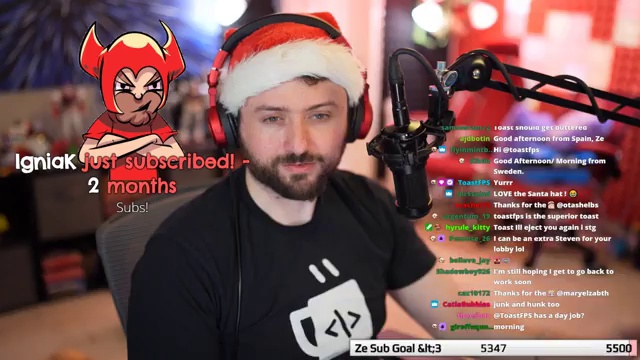 IgniaK just subscribed! -
2 months
Subs!
Toast should get buttered
Good afternoon from Spain, Ze
Hi @toastfps
Good Afternoon/ Morning from
Sweden.
ToastFPS Yurrr
LOVE the Santa hat!
Thanks for the @otashelbs
toastfps is the superior toast
hyrule_kitty Toast Ill eject you again I stg
I can be an extra Steven for your
lobby lol
believe_jay
Shadowboy926 I'm still hoping I get to go back to
work soon
caz10172 Thanks for the @maryelzabth
junk and hunk too
@ToastFPS has a day job?
morning
</>
Ze Sub Goal &lt;3 5347 5500